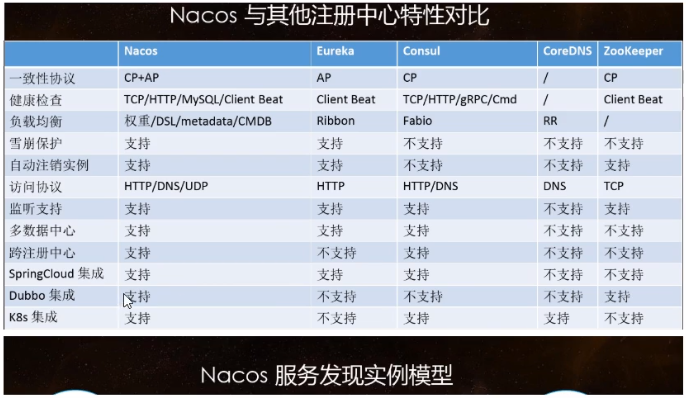 Nacos 与其他注册中心特性对比
Nacos Eureka Consul CoreDNS ZooKeeper
一致性协议 CP+AP AP CP / CP
健康检查 TCP/HTTP/MySQL/Client Beat Client Beat TCP/HTTP/gRPC/Cmd / Client Beat
负载均衡 权重/DSL/metadata/CMDB Ribbon Fabio RR /
雪崩保护 支持 支持 不支持 不支持 不支持
自动注销实例 支持 支持 不支持 不支持 支持
访问协议 HTTP/DNS/UDP HTTP HTTP/DNS DNS TCP
监听支持 支持 支持 支持 不支持 支持
多数据中心 支持 支持 支持 不支持 不支持
跨注册中心 支持 不支持 支持 不支持 不支持
SpringCloud 集成 支持 支持 支持 不支持 不支持
Dubbo 集成 支持 不支持 不支持 不支持 支持
K8s 集成 支持 不支持 支持 支持 不支持
Nacos 服务发现实例模型